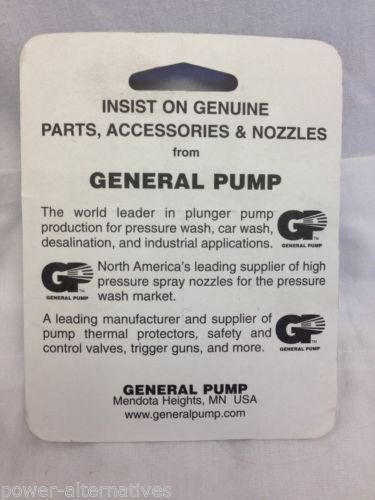 INSIST ON GENUINE
PARTS, ACCESSORIES & NOZZLES
from
GENERAL PUMP
The world leader in plunger pump
production for pressure wash, car wash,
desalination, and industrial applications.
GP TM
GENERAL PUMP
GP TM
GENERAL PUMP
North America's leading supplier of high
pressure spray nozzles for the pressure
wash market.
A leading manufacturer and supplier of
pump thermal protectors, safety and
control valves, trigger guns, and more.
GP TM
GENERAL PUMP
GENERAL PUMP
Mendota Heights, MN USA
www.generalpump.com
power-alternatives